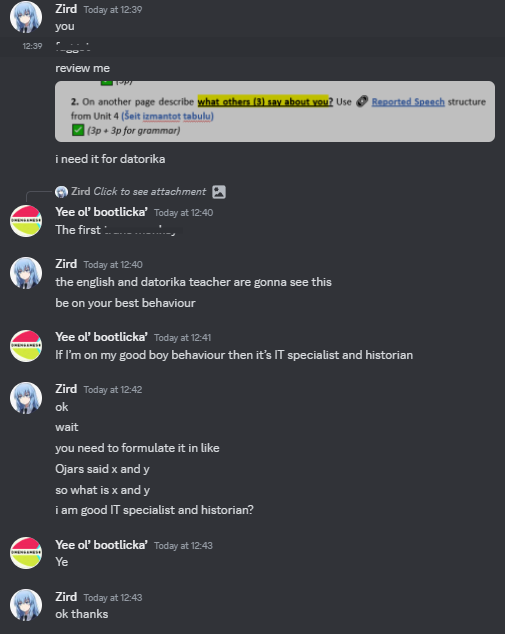 Zird Today at 12:39
you
12:39
review me
(3p)
2. On another page describe what others (3) say about you? Use Reported Speech structure
from Unit 4 (Šeit izmantot tabulu)
(3p + 3p for grammar)
i need it for datorika
Zird Click to see attachment
Yee ol' bootlicka' Today at 12:40
The first
Zird Today at 12:40
the english and datorika teacher are gonna see this
be on your best behaviour
Yee ol' bootlicka' Today at 12:41
If I'm on my good boy behaviour then it's IT specialist and historian
Zird Today at 12:42
ok
wait
you need to formulate it in like
Ojars said x and y
so what is x and y
i am good IT specialist and historian?
Yee ol' bootlicka' Today at 12:43
Ye
Zird Today at 12:43
ok thanks